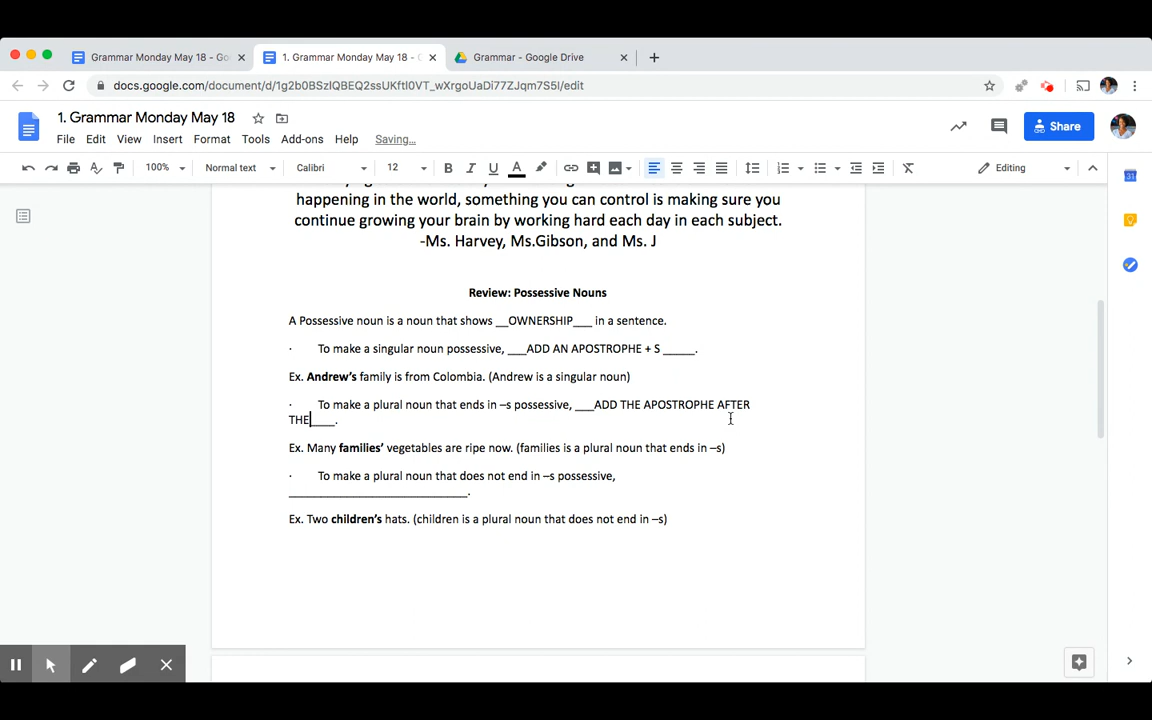 Grammar Monday May 18 - Go
1. Grammar Monday May 18 -
Grammar - Google Drive
docs.google.com/document/d/1g2b0BSzIQBEQ2ssUKftI0VT_wXrgoUaDi77ZJqm7S5I/edit
1. Grammar Monday May 18
File Edit View Insert Format Tools Add-ons Help Saving...
Share
100% Normal text Calibri 12 B I U A Editing
happening in the world, something you can control is making sure you
continue growing your brain by working hard each day in each subject.
-Ms. Harvey, Ms.Gibson, and Ms. J
Review: Possessive Nouns
A Possessive noun is a noun that shows __OWNERSHIP___ in a sentence.
· To make a singular noun possessive, ___ADD AN APOSTROPHE + S _____.
Ex. Andrew’s family is from Colombia. (Andrew is a singular noun)
· To make a plural noun that ends in –s possessive, ___ADD THE APOSTROPHE AFTER
THE____.
Ex. Many families’ vegetables are ripe now. (families is a plural noun that ends in –s)
· To make a plural noun that does not end in –s possessive,
____________________________.
Ex. Two children’s hats. (children is a plural noun that does not end in –s)